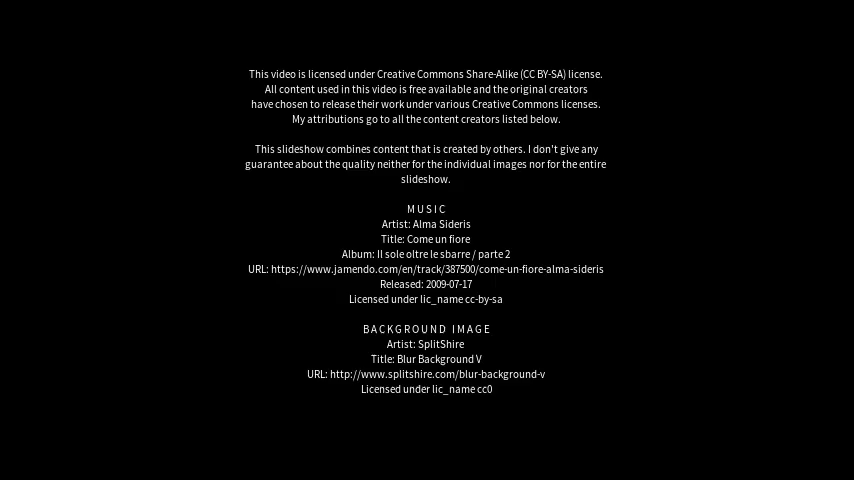 This video is licensed under Creative Commons Share-Alike (CC BY-SA) license.
All content used in this video is free available and the original creators
have chosen to release their work under various Creative Commons licenses.
My attributions go to all the content creators listed below.
This slideshow combines content that is created by others. I don't give any
guarantee about the quality neither for the individual images nor for the entire
slideshow.
MUSIC
Artist: Alma Sideris
Title: Come un fiore
Album: Il sole oltre le sbarre / parte 2
URL: https://www.jamendo.com/en/track/387500/come-un-fiore-alma-sideris
Released: 2009-07-17
Licensed under lic_name cc-by-sa
BACKGROUND IMAGE
Artist: SplitShire
Title: Blur Background V
URL: http://www.splitshire.com/blur-background-v
Licensed under lic_name cc0